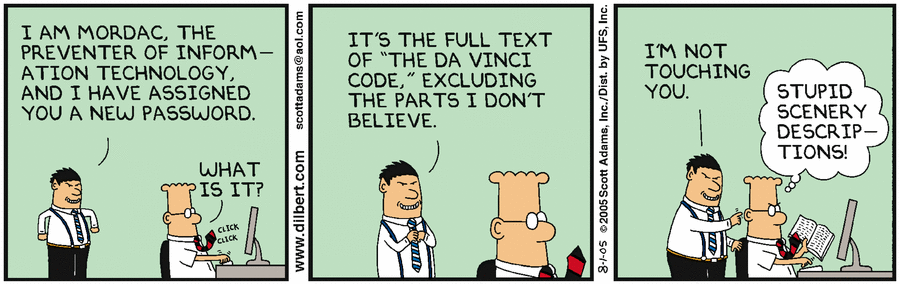 I AM MORDAC, THE
PREVENTER OF INFORM—
ATION TECHNOLOGY,
AND I HAVE ASSIGNED
YOU A NEW PASSWORD.
WHAT
IS IT?
CLICK
CLICK
www.dilbert.com
scottadams@aol.com
IT'S THE FULL TEXT
OF "THE DA VINCI
CODE," EXCLUDING
THE PARTS I DON'T
BELIEVE.
8-1-05 ©2005 Scott Adams, Inc./Dist. by UFS, Inc.
I'M NOT
TOUCHING
YOU.
STUPID
SCENERY
DESCRIP—
TIONS!